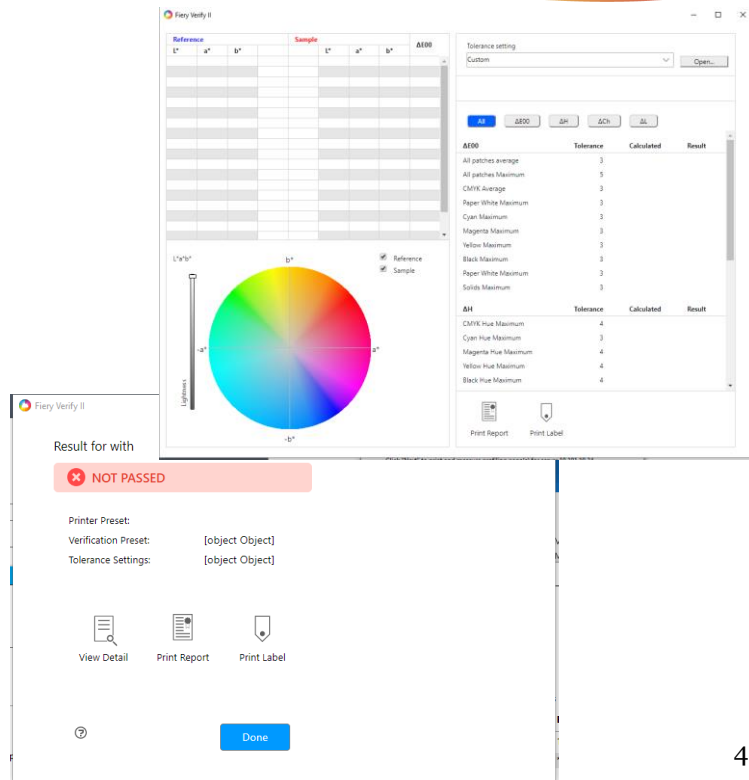 Fiery Verify II
Reference Sample ΔE00
L* a* b* L* a* b*
Tolerance setting
Custom Open...
All ΔE00 ΔH ΔCh ΔL
ΔE00 Tolerance Calculated Result
All patches average 3
All patches Maximum 5
CMYK Average 3
Paper White Maximum 3
Cyan Maximum 3
Magenta Maximum 3
Yellow Maximum 3
Black Maximum 3
Paper White Maximum 3
Solids Maximum 3
ΔH Tolerance Calculated Result
CMYK Hue Maximum 4
Cyan Hue Maximum 3
Magenta Hue Maximum 4
Yellow Hue Maximum 4
Black Hue Maximum 4
Print Report Print Label
L*a*b* b* Reference
Sample
-a* a*
Lightness
-b*
Fiery Verify II
Result for with
NOT PASSED
Printer Preset:
Verification Preset: [object Object]
Tolerance Settings: [object Object]
View Detail Print Report Print Label
Done
4